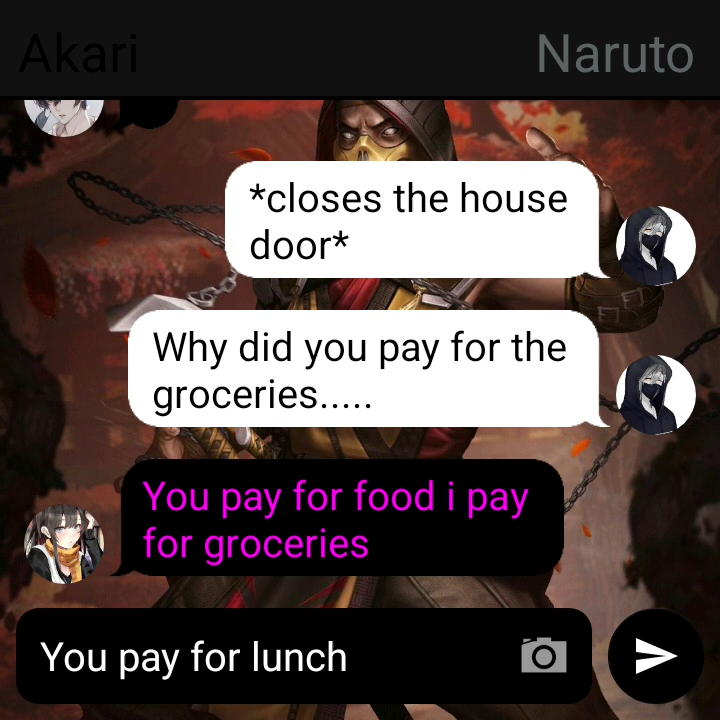 Akari
Naruto
*closes the house
door*
Why did you pay for the
groceries.....
You pay for food i pay
for groceries
You pay for lunch